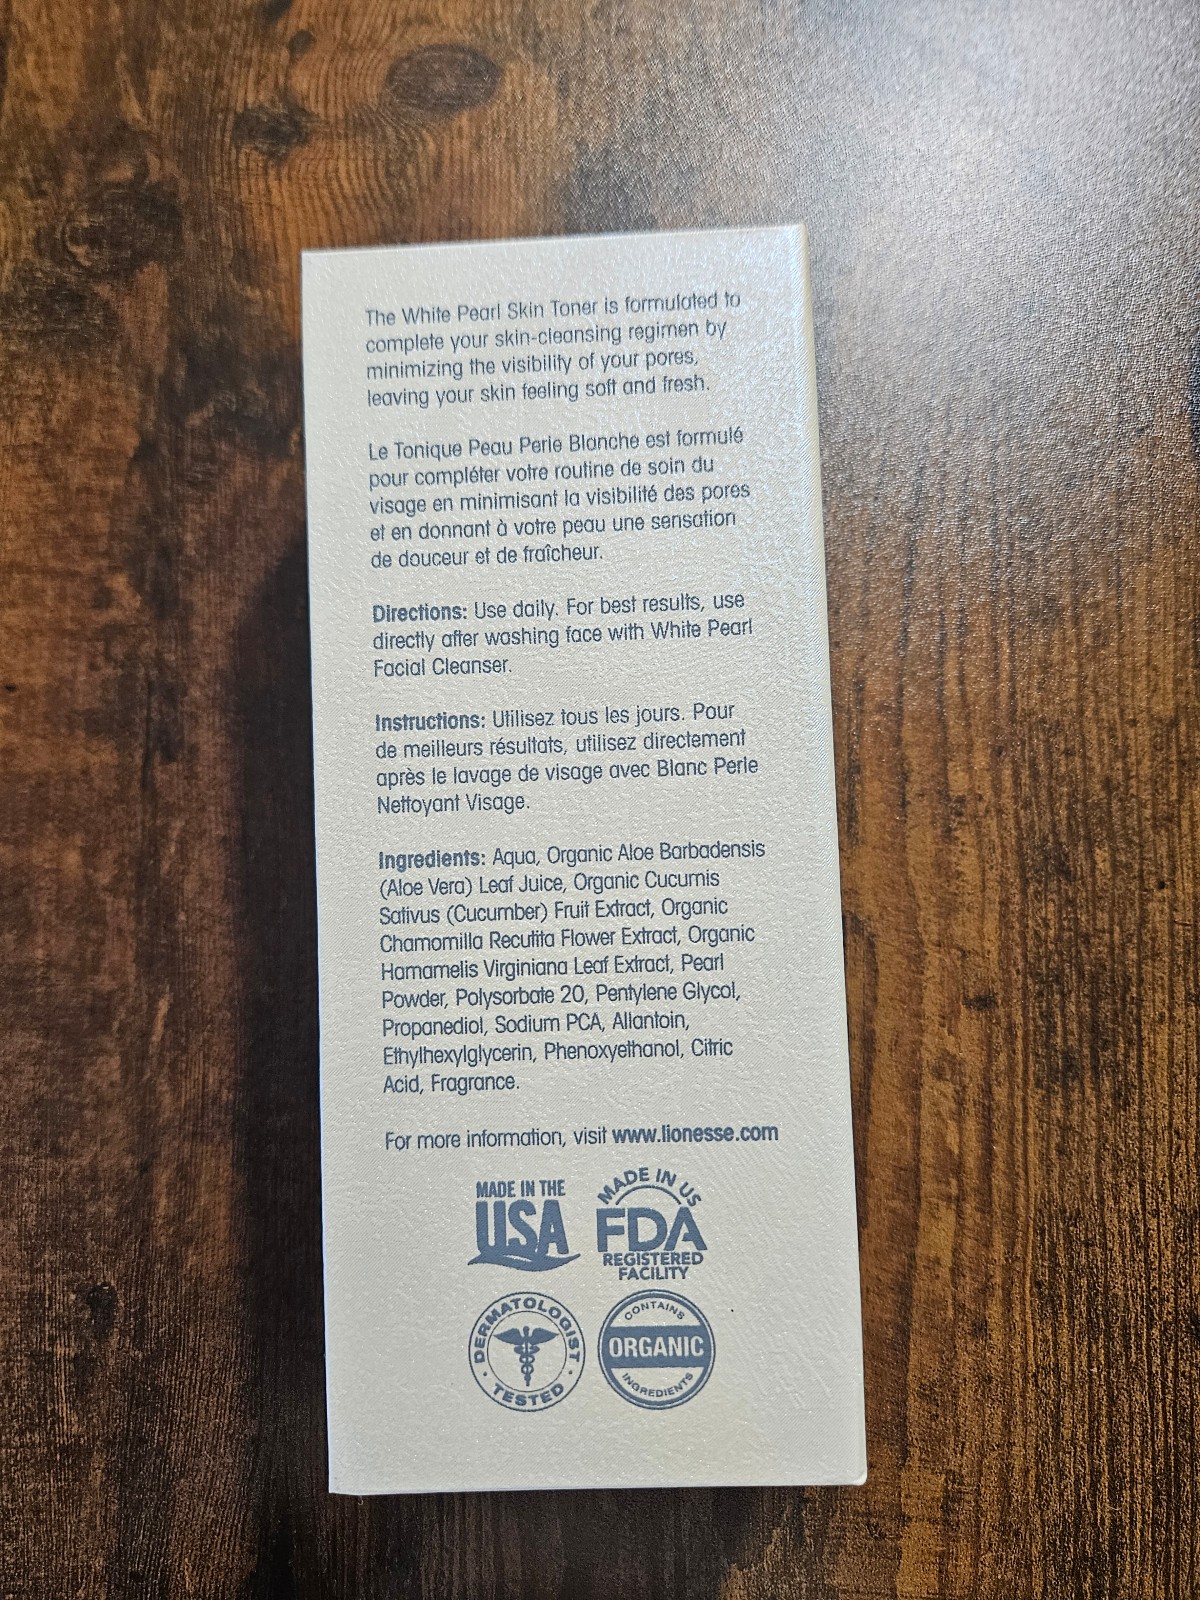 The White Pearl Skin Toner is formulated to
complete your skin-cleansing regimen by
minimizing the visibility of your pores,
leaving your skin feeling soft and fresh.
Le Tonique Peau Perle Blanche est formulé
pour compléter votre routine de soin du
visage en minimisant la visibilité des pores
et en donnant à votre peau une sensation
de douceur et de fraîcheur.
Directions: Use daily. For best results, use
directly after washing face with White Pearl
Facial Cleanser.
Instructions: Utilisez tous les jours. Pour
de meilleurs résultats, utilisez directement
après le lavage de visage avec Blanc Perle
Nettoyant Visage.
Ingredients: Aqua, Organic Aloe Barbadensis
(Aloe Vera) Leaf Juice, Organic Cucumis
Sativus (Cucumber) Fruit Extract, Organic
Chamomilla Recutita Flower Extract, Organic
Hamamelis Virginiana Leaf Extract, Pearl
Powder, Polysorbate 20, Pentylene Glycol,
Propanediol, Sodium PCA, Allantoin,
Ethylhexylglycerin, Phenoxyethanol, Citric
Acid, Fragrance.
For more information, visit www.lionesse.com
MADE IN THE
USA
MADE IN US
FDA
REGISTERED
FACILITY
DERMATOLOGIST
TESTED
CONTAINS
ORGANIC
INGREDIENTS